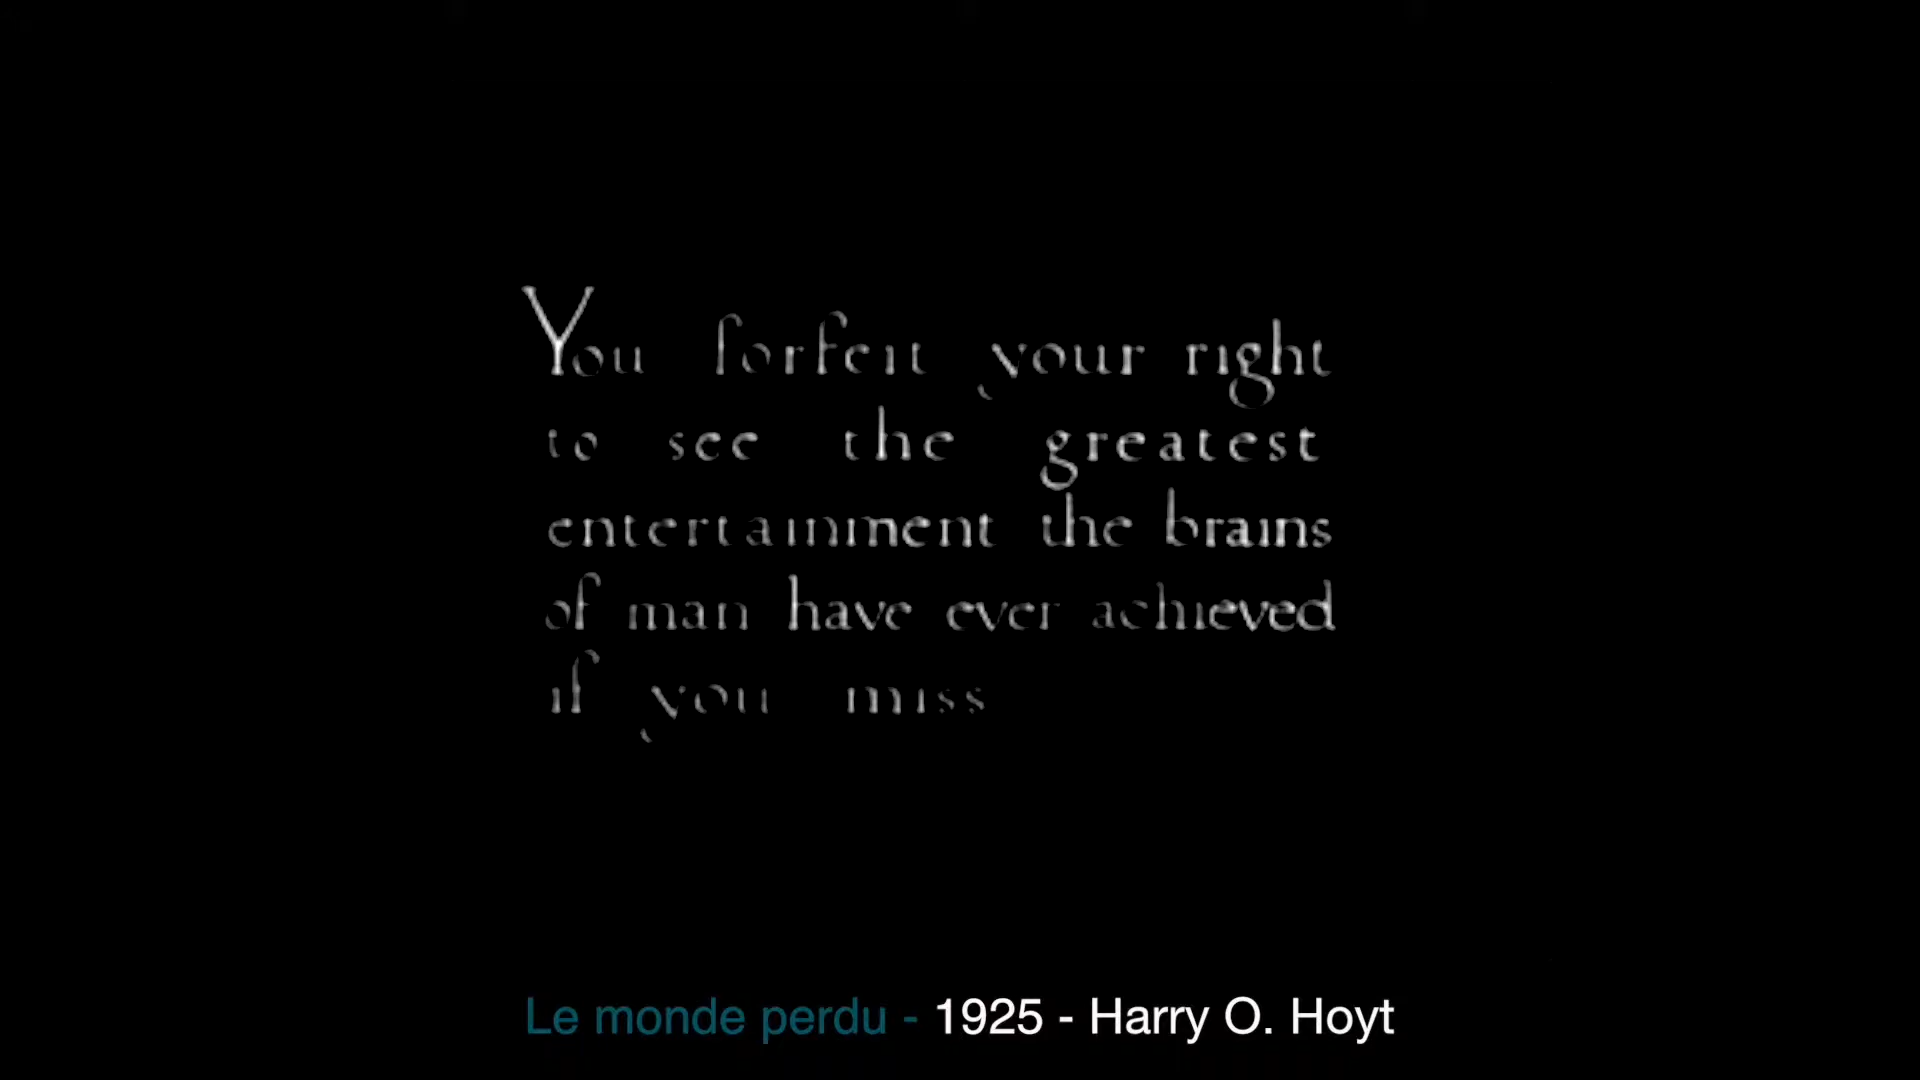 You forfeit your right
to see the greatest
entertainment the brains
of man have ever achieved
if you miss
Le monde perdu - 1925 - Harry O. Hoyt